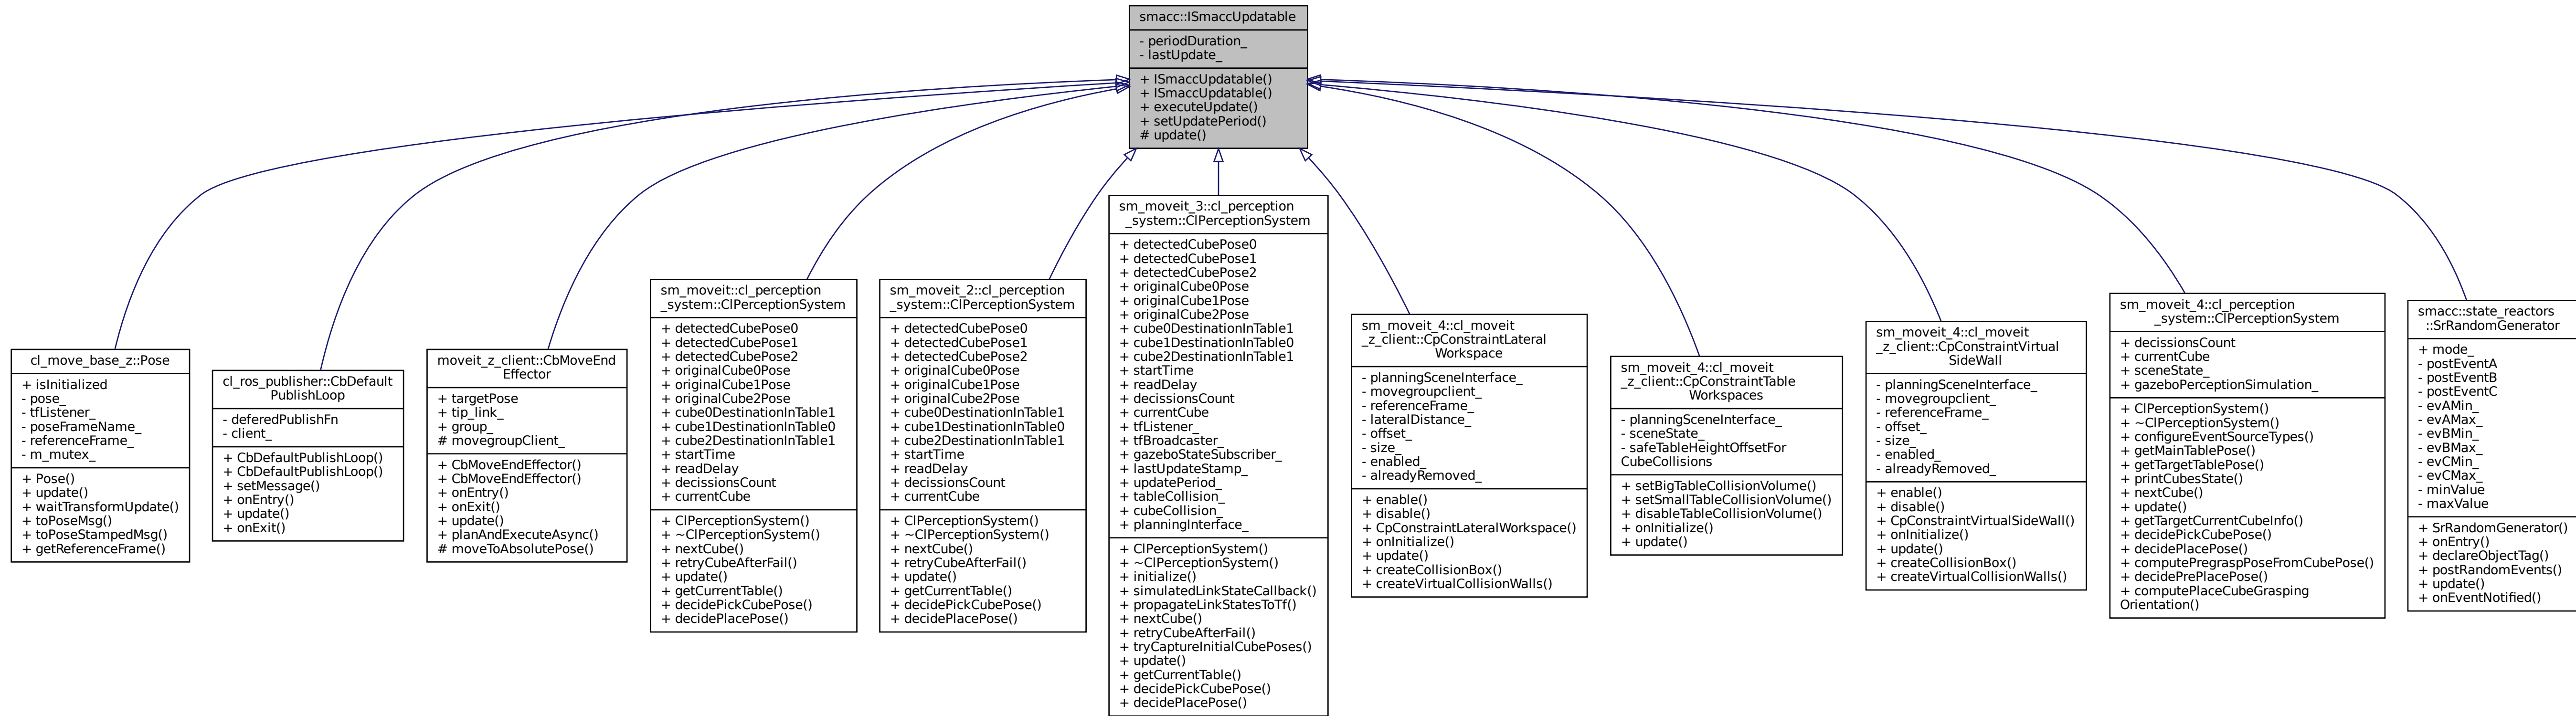 smacc::ISmaccUpdatable
- periodDuration_
- lastUpdate_
+ ISmaccUpdatable()
+ ISmaccUpdatable()
+ executeUpdate()
+ setUpdatePeriod()
# update()
cl_move_base_z::Pose
+ isInitialized
- pose_
- tfListener_
- poseFrameName_
- referenceFrame_
- m_mutex_
+ Pose()
+ update()
+ waitTransformUpdate()
+ toPoseMsg()
+ toPoseStampedMsg()
+ getReferenceFrame()
cl_ros_publisher::CbDefault
PublishLoop
- deferedPublishFn
- client_
+ CbDefaultPublishLoop()
+ CbDefaultPublishLoop()
+ setMessage()
+ onEntry()
+ update()
+ onExit()
moveit_z_client::CbMoveEnd
Effector
+ targetPose
+ tip_link_
+ group_
# movegroupClient_
+ CbMoveEndEffector()
+ CbMoveEndEffector()
+ onEntry()
+ onExit()
+ update()
+ planAndExecuteAsync()
# moveToAbsolutePose()
sm_moveit::cl_perception
_system::ClPerceptionSystem
+ detectedCubePose0
+ detectedCubePose1
+ detectedCubePose2
+ originalCube0Pose
+ originalCube1Pose
+ originalCube2Pose
+ cube0DestinationInTable1
+ cube1DestinationInTable0
+ cube2DestinationInTable1
+ startTime
+ readDelay
+ decissionsCount
+ currentCube
+ ClPerceptionSystem()
+ ~ClPerceptionSystem()
+ nextCube()
+ retryCubeAfterFail()
+ update()
+ getCurrentTable()
+ decidePickCubePose()
+ decidePlacePose()
sm_moveit_2::cl_perception
_system::ClPerceptionSystem
+ detectedCubePose0
+ detectedCubePose1
+ detectedCubePose2
+ originalCube0Pose
+ originalCube1Pose
+ originalCube2Pose
+ cube0DestinationInTable1
+ cube1DestinationInTable0
+ cube2DestinationInTable1
+ startTime
+ readDelay
+ decissionsCount
+ currentCube
+ ClPerceptionSystem()
+ ~ClPerceptionSystem()
+ nextCube()
+ retryCubeAfterFail()
+ update()
+ getCurrentTable()
+ decidePickCubePose()
+ decidePlacePose()
sm_moveit_3::cl_perception
_system::ClPerceptionSystem
+ detectedCubePose0
+ detectedCubePose1
+ detectedCubePose2
+ originalCube0Pose
+ originalCube1Pose
+ originalCube2Pose
+ cube0DestinationInTable1
+ cube1DestinationInTable0
+ cube2DestinationInTable1
+ startTime
+ readDelay
+ decissionsCount
+ currentCube
+ tfListener_
+ tfBroadcaster_
+ gazeboStateSubscriber_
+ lastUpdateStamp_
+ updatePeriod_
+ tableCollision_
+ cubeCollision_
+ planningInterface_
+ ClPerceptionSystem()
+ ~ClPerceptionSystem()
+ initialize()
+ simulatedLinkStateCallback()
+ propagateLinkStatesToTf()
+ nextCube()
+ retryCubeAfterFail()
+ tryCaptureInitialCubePoses()
+ update()
+ getCurrentTable()
+ decidePickCubePose()
+ decidePlacePose()
sm_moveit_4::cl_moveit
_z_client::CpConstraintLateral
Workspace
- planningSceneInterface_
- movegroupclient_
- referenceFrame_
- lateralDistance_
- offset_
- size_
- enabled_
- alreadyRemoved_
+ enable()
+ disable()
+ CpConstraintLateralWorkspace()
+ onInitialize()
+ update()
+ createCollisionBox()
+ createVirtualCollisionWalls()
sm_moveit_4::cl_moveit
_z_client::CpConstraintTable
Workspaces
- planningSceneInterface_
- sceneState_
- safeTableHeightOffsetFor
CubeCollisions
+ setBigTableCollisionVolume()
+ setSmallTableCollisionVolume()
+ disableTableCollisionVolume()
+ onInitialize()
+ update()
sm_moveit_4::cl_moveit
_z_client::CpConstraintVirtual
SideWall
- planningSceneInterface_
- movegroupclient_
- referenceFrame_
- offset_
- size_
- enabled_
- alreadyRemoved_
+ enable()
+ disable()
+ CpConstraintVirtualSideWall()
+ onInitialize()
+ update()
+ createCollisionBox()
+ createVirtualCollisionWalls()
sm_moveit_4::cl_perception
_system::ClPerceptionSystem
+ decissionsCount
+ currentCube
+ sceneState_
+ gazeboPerceptionSimulation_
+ ClPerceptionSystem()
+ ~ClPerceptionSystem()
+ configureEventSourceTypes()
+ getMainTablePose()
+ getTargetTablePose()
+ printCubesState()
+ nextCube()
+ update()
+ getTargetCurrentCubeInfo()
+ decidePickCubePose()
+ decidePlacePose()
+ computePregraspPoseFromCubePose()
+ decidePrePlacePose()
+ computePlaceCubeGrasping
Orientation()
smacc::state_reactors
::SrRandomGenerator
+ mode_
- postEventA
- postEventB
- postEventC
- evAMin_
- evAMax_
- evBMin_
- evBMax_
- evCMin_
- evCMax_
- minValue
- maxValue
+ SrRandomGenerator()
+ onEntry()
+ declareObjectTag()
+ postRandomEvents()
+ update()
+ onEventNotified()